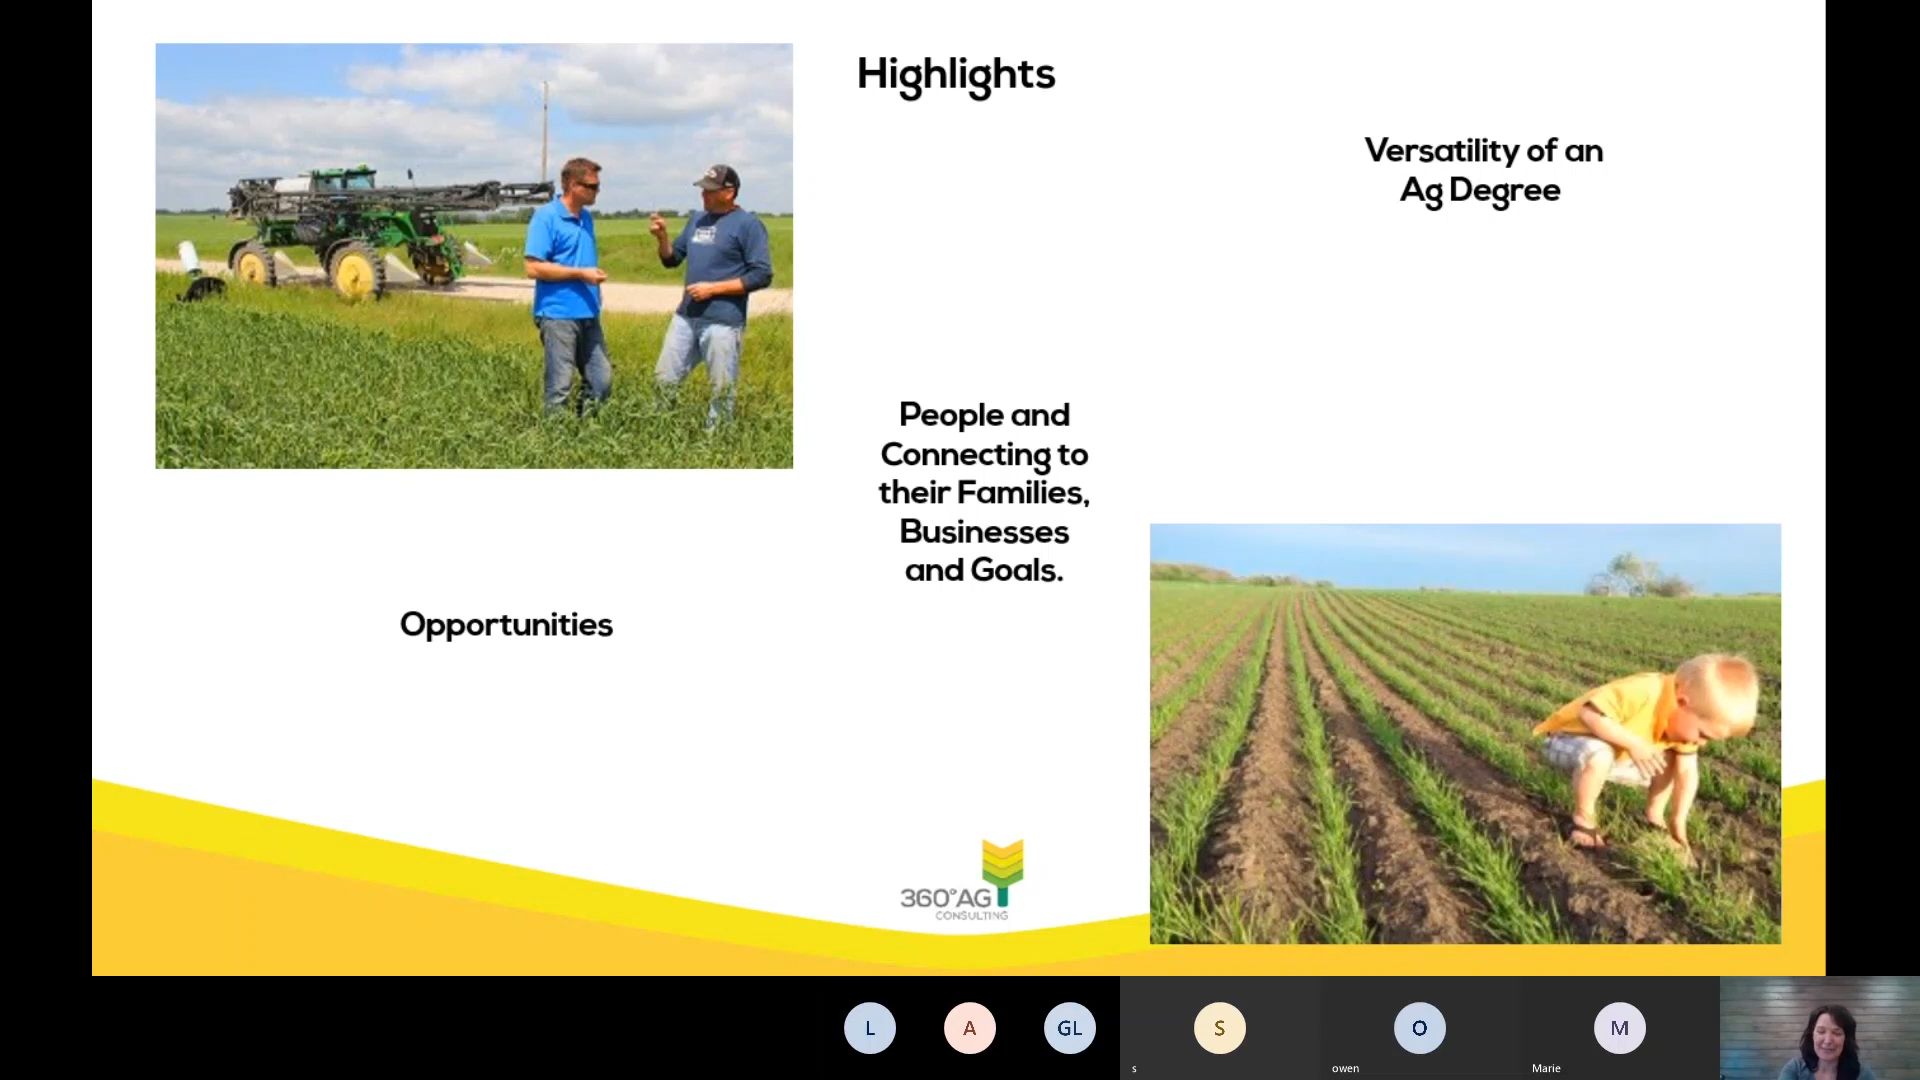 Highlights
Versatility of an
Ag Degree
People and
Connecting to
their Families,
Businesses
and Goals.
Opportunities
360°AG
CONSULTING
L
A
GL
S
O
M
s
owen
Marie